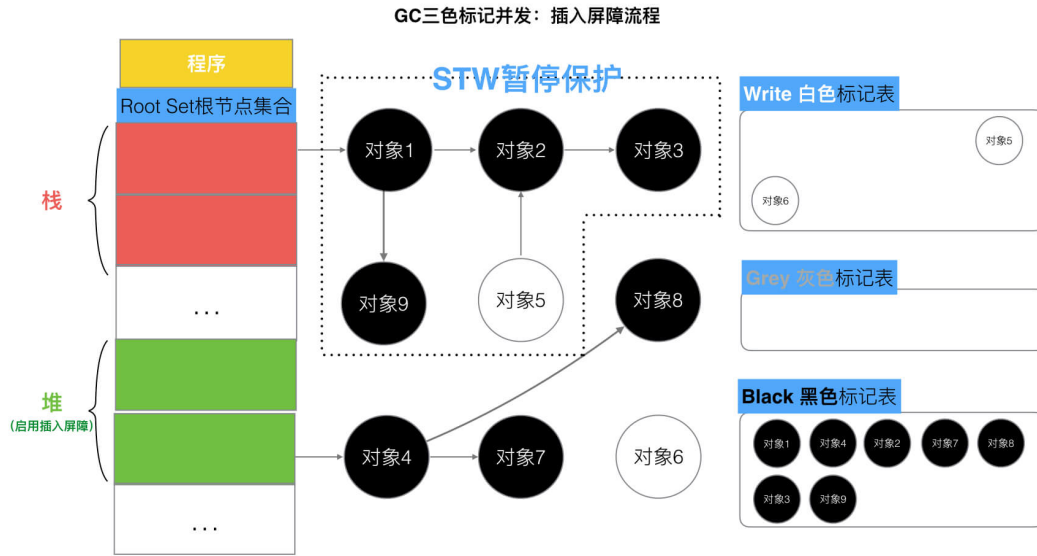 GC三色标记并发：插入屏障流程
程序
Root Set根节点集合
栈
...
堆
(启用插入屏障)
...
STW暂停保护
对象1
对象2
对象3
对象9
对象5
对象8
对象4
对象7
对象6
Write 白色标记表
对象5
对象6
Grey 灰色标记表
Black 黑色标记表
对象1 对象4 对象2 对象7 对象8
对象3 对象9